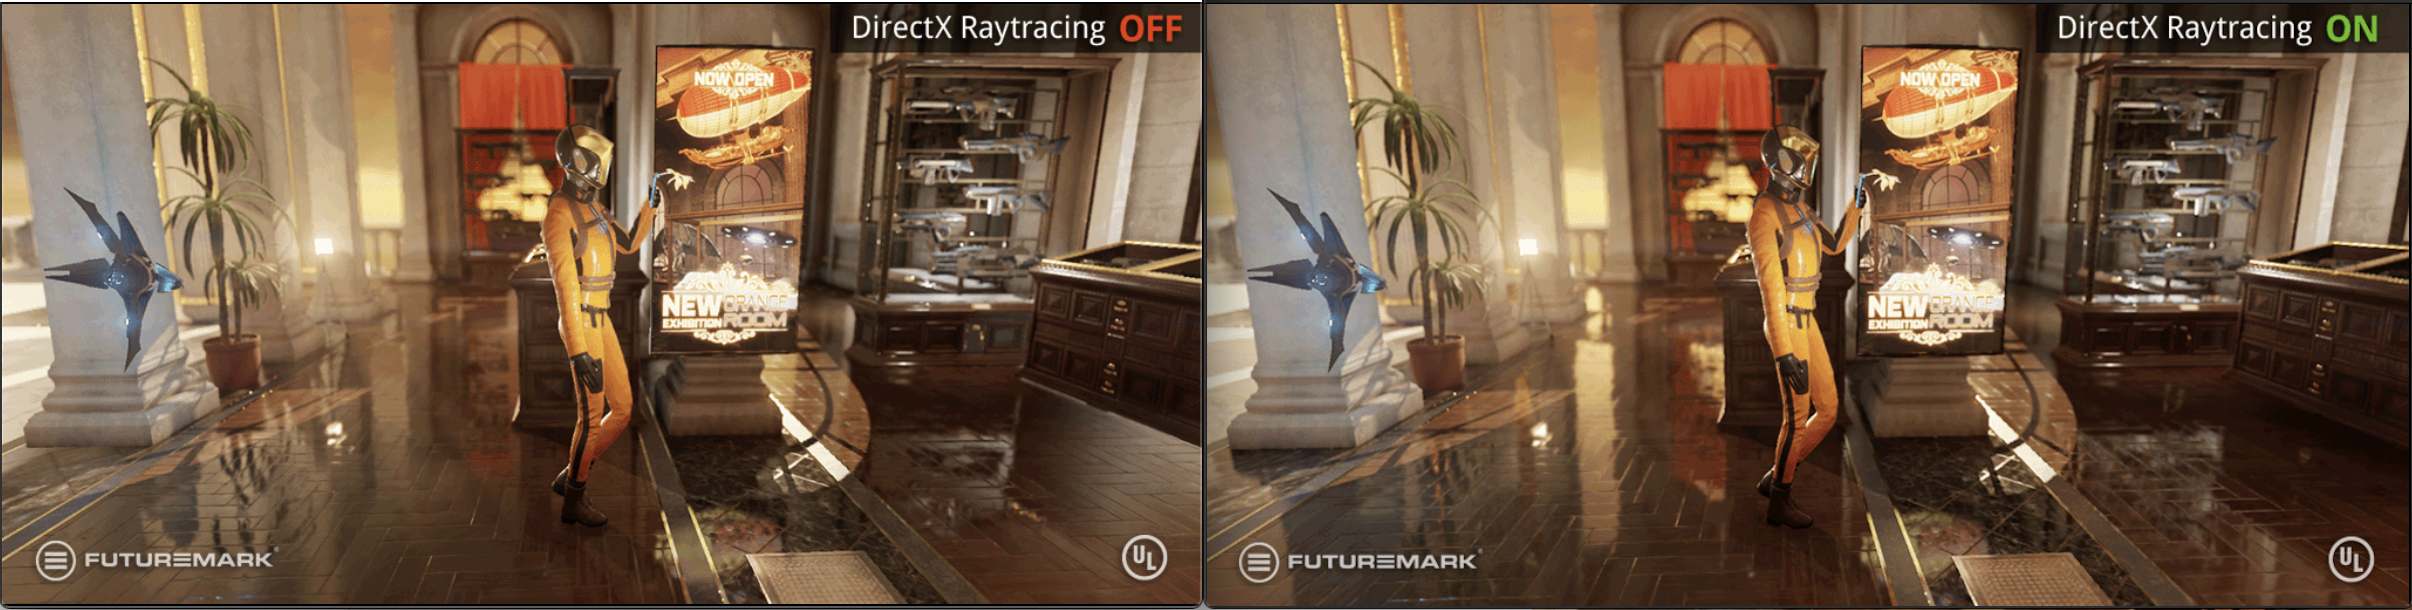 DirectX Raytracing OFF
NOW OPEN
NEW ORANGE
EXHIBITION ROOM
FUTUREMARK
UL
DirectX Raytracing ON
NOW OPEN
NEW ORANGE
EXHIBITION ROOM
FUTUREMARK
UL